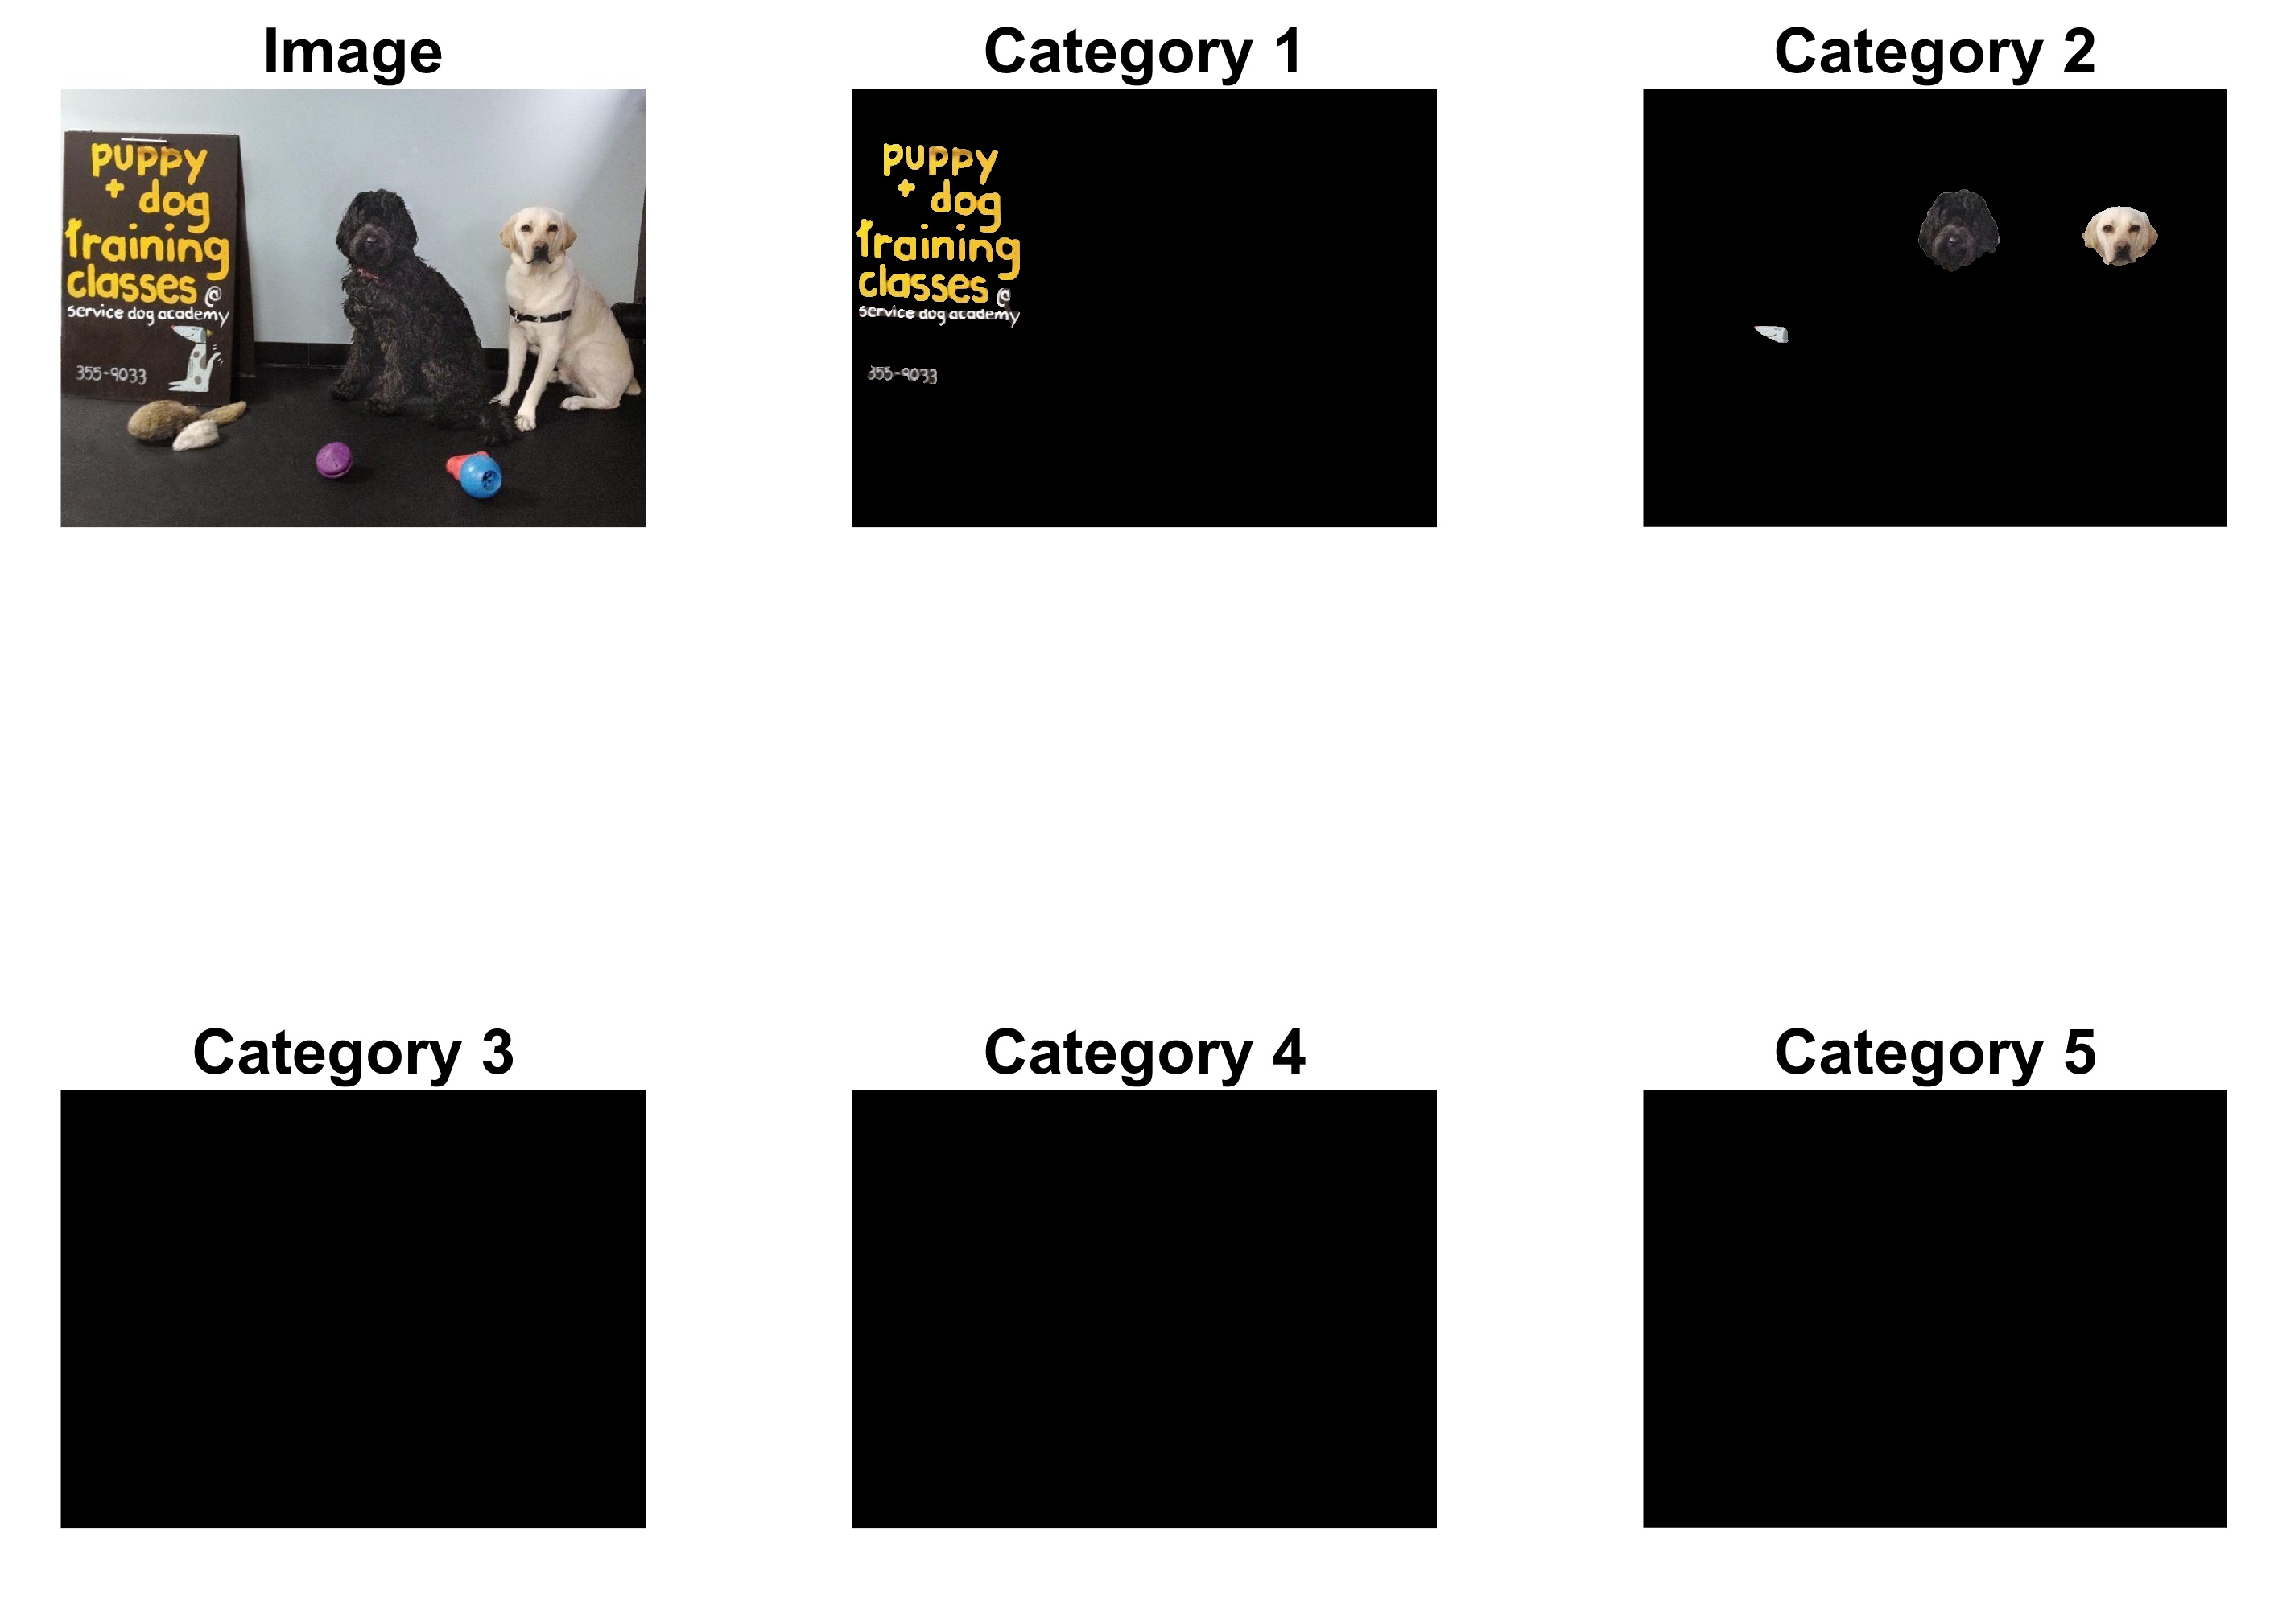 Image
Category 1
Category 2
puppy
+ dog
training
classes @
service dog academy
355-9033
puppy
+ dog
training
classes @
service dog academy
355-9033
Category 3
Category 4
Category 5